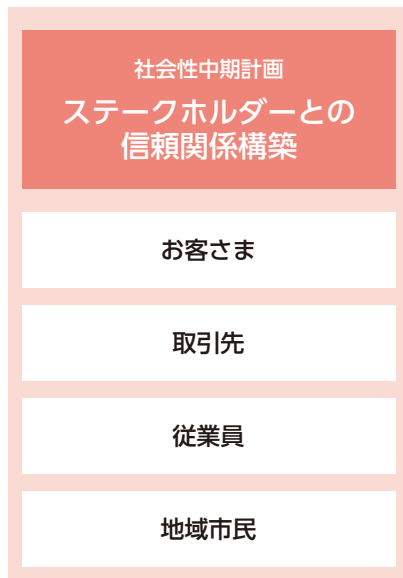 社会性中期計画
ステークホルダーとの
信頼関係構築
お客さま
取引先
従業員
地域市民